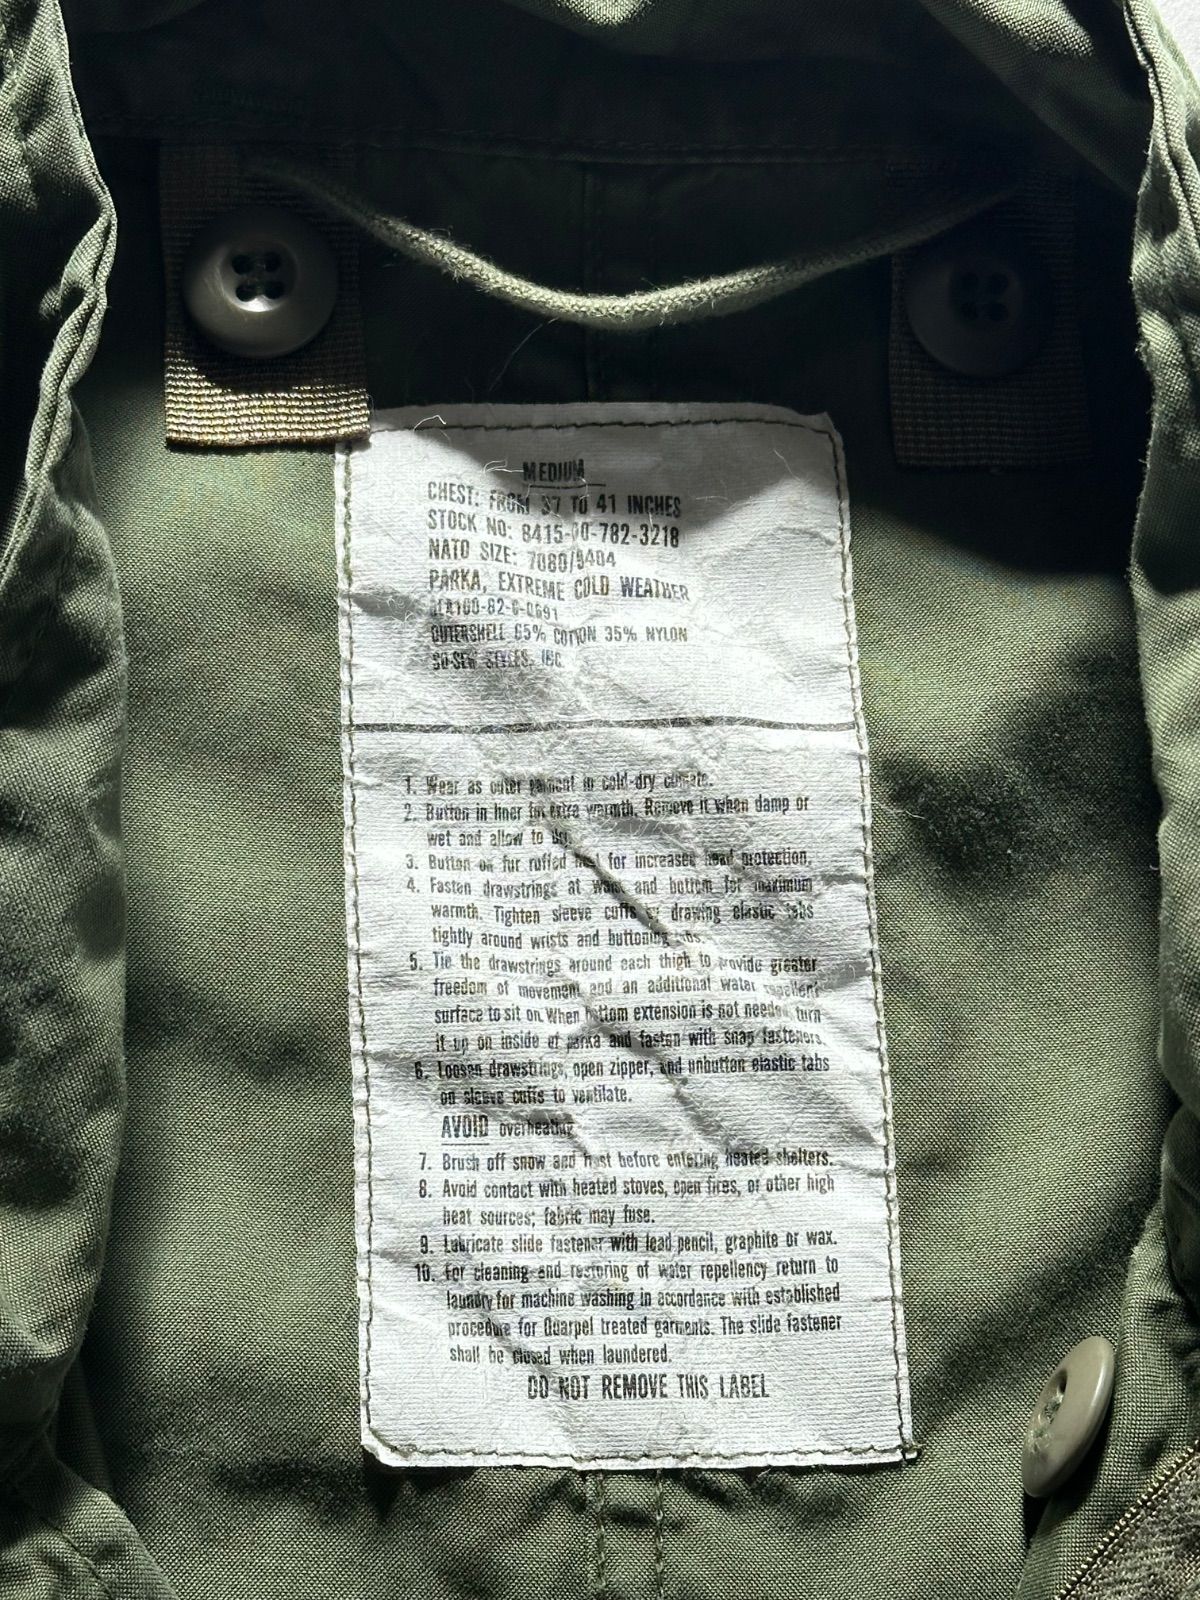 MEDIUM
CHEST: FROM 37 TO 41 INCHES
STOCK NO: 8415-00-782-3218
NATO SIZE: 7080/9404
PARKA, EXTREME COLD WEATHER
DLA100-82-C-0691
OUTERSHELL 65% COTTON 35% NYLON
SO-SEW STYLES, INC
1. Wear as outer garment in cold-dry climate.
2. Button in liner for extra warmth. Remove it when damp or
wet and allow to dry.
3. Button on fur ruffed hood for increased head protection.
4. Fasten drawstrings at waist and bottom for maximum
warmth. Tighten sleeve cuffs by drawing elastic tabs
tightly around wrists and buttoning tabs.
5. Tie the drawstrings around each thigh to provide greater
freedom of movement and an additional water repellent
surface to sit on. When bottom extension is not needed, turn
it up on inside of parka and fasten with snap fasteners.
6. Loosen drawstrings, open zipper, and unbutton elastic tabs
on sleeve cuffs to ventilate.
AVOID overheating
7. Brush off snow and frost before entering heated shelters.
8. Avoid contact with heated stoves, open fires, or other high
heat sources; fabric may fuse.
9. Lubricate slide fastener with lead pencil, graphite or wax.
10. For cleaning and restoring of water repellency return to
laundry for machine washing in accordance with established
procedure for Quarpel treated garments. The slide fastener
shall be closed when laundered.
DO NOT REMOVE THIS LABEL